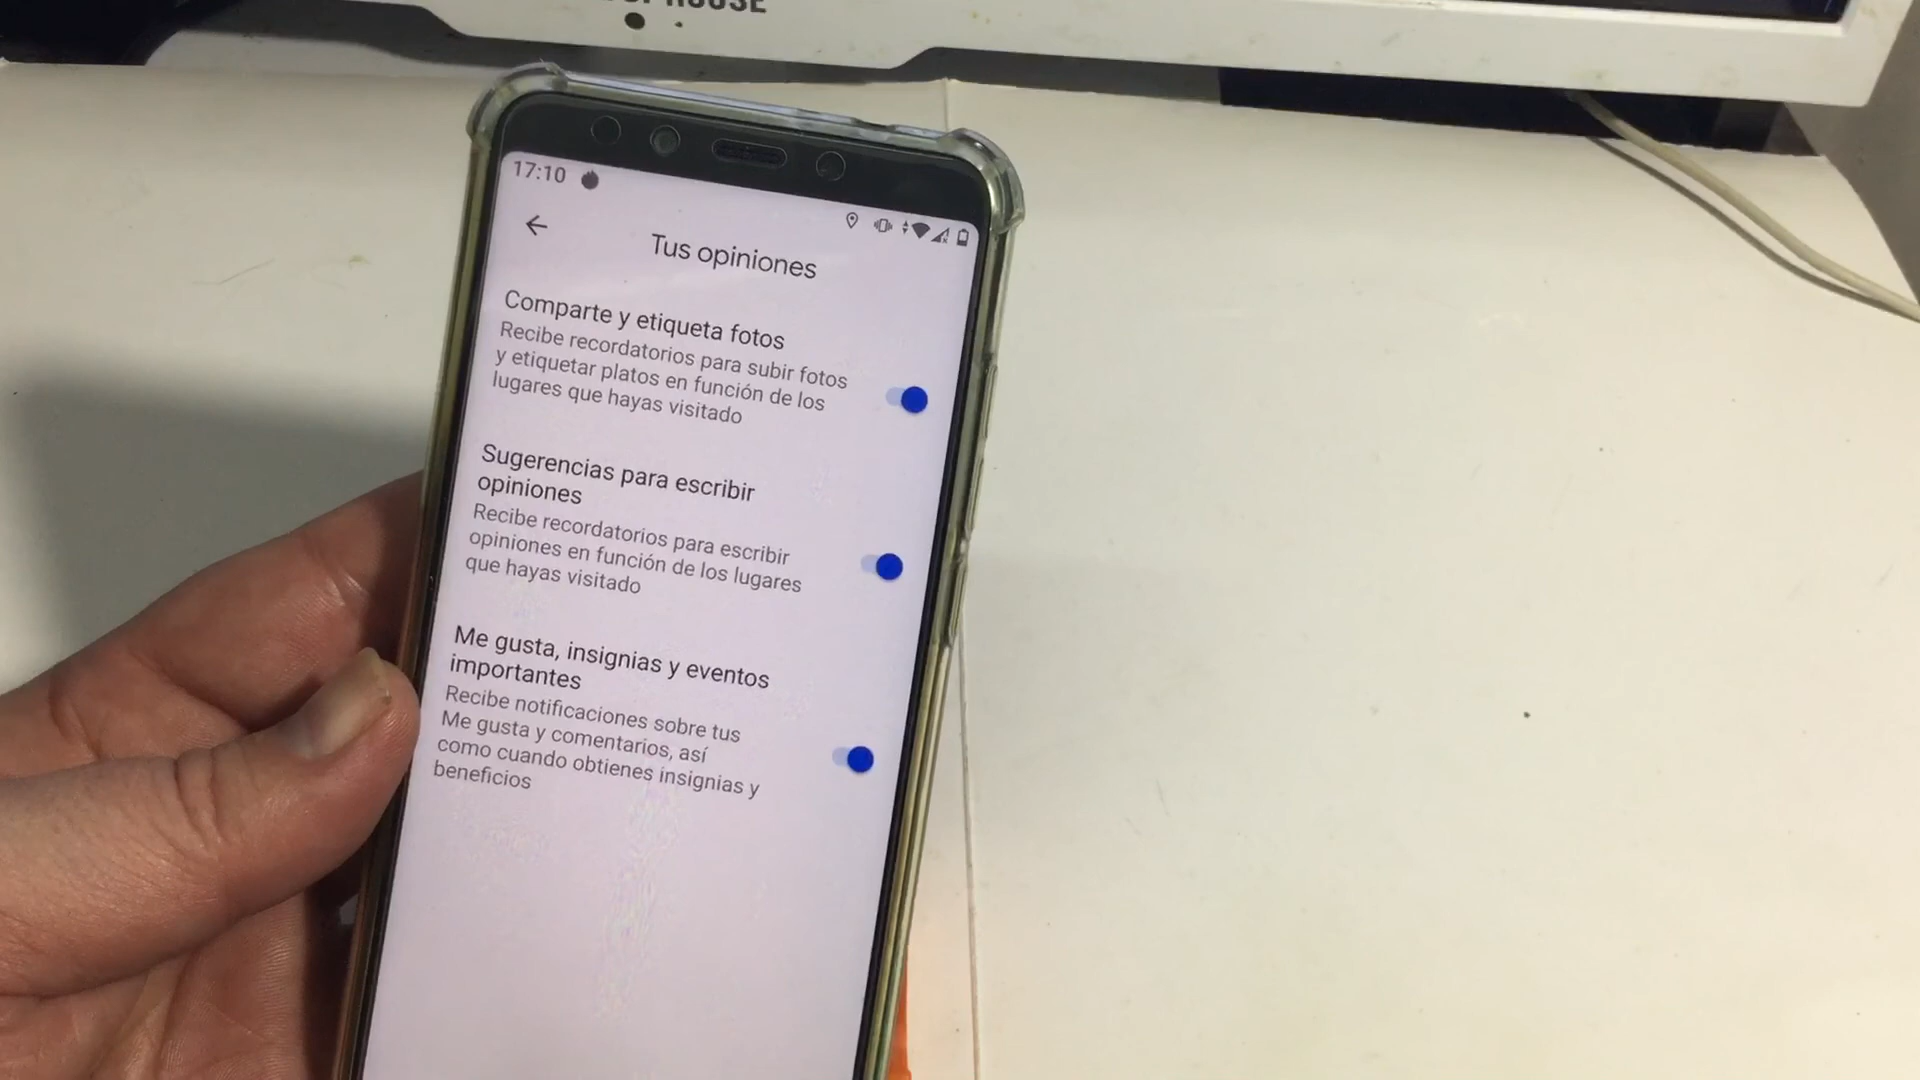 HOUSE
17:10
Tus opiniones
Comparte y etiqueta fotos
Recibe recordatorios para subir fotos
y etiquetar platos en función de los
lugares que hayas visitado
Sugerencias para escribir
opiniones
Recibe recordatorios para escribir
opiniones en función de los lugares
que hayas visitado
Me gusta, insignias y eventos
importantes
Recibe notificaciones sobre tus
Me gusta y comentarios, así
como cuando obtienes insignias y
beneficios